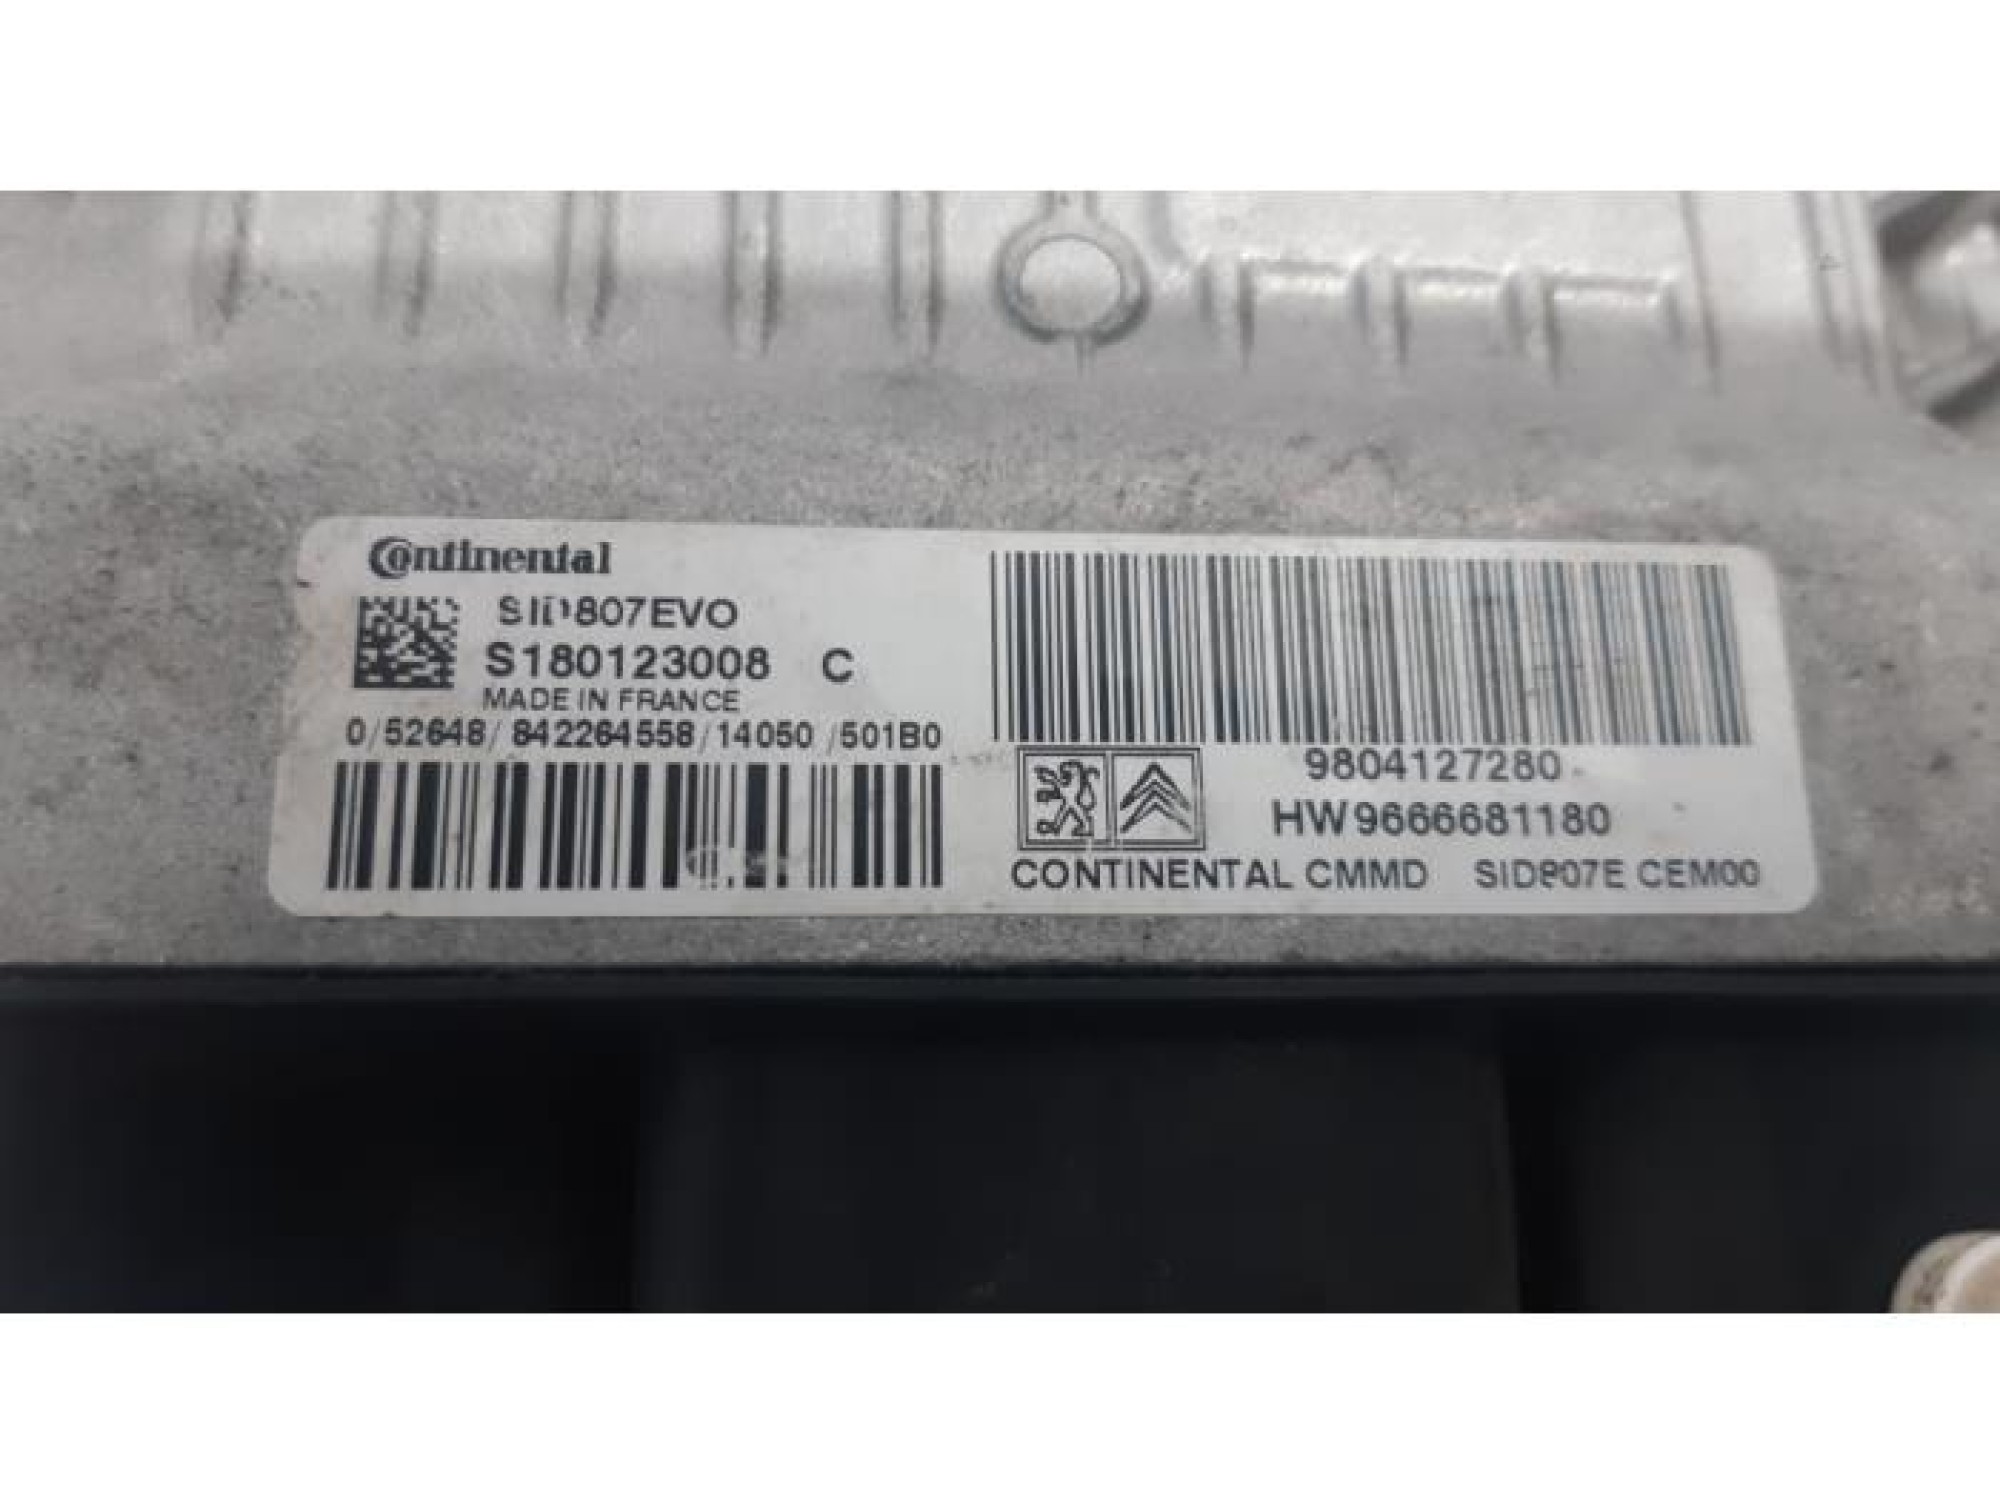 Continental
SID807EVO
S180123008 C
MADE IN FRANCE
0/52648/842264558/14050/501B0
9804127280
HW9666681180
CONTINENTAL CMMD SID807E CEM00